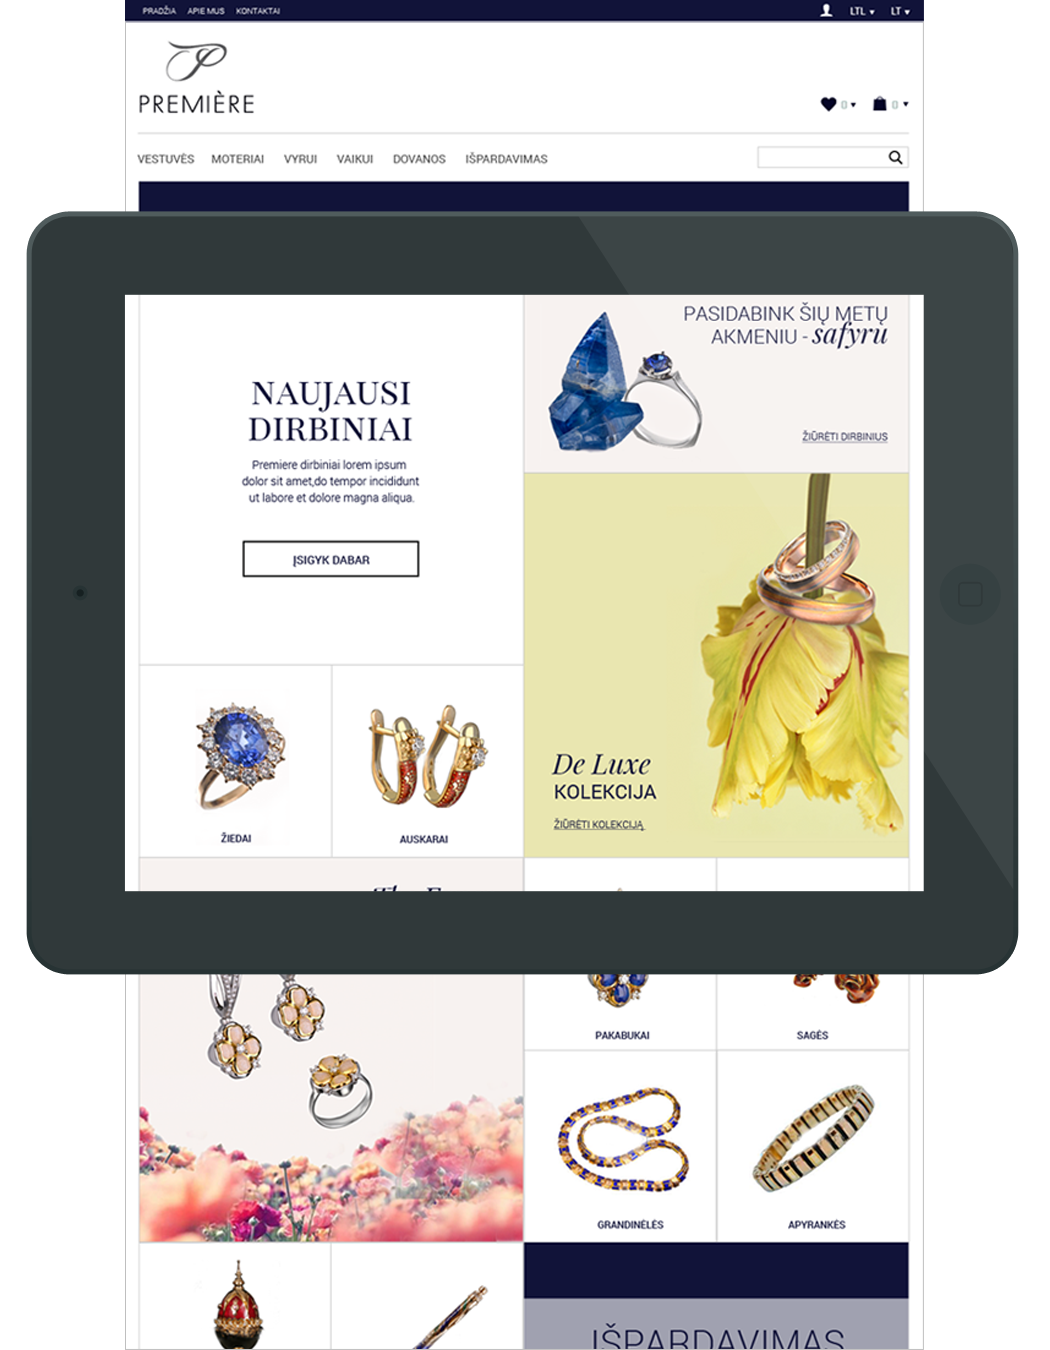 PRADŽIA APIE MUS KONTAKTAI
LTL LT
P
PREMIÈRE
0 0
VESTUVĖS MOTERIAI VYRUI VAIKUI DOVANOS IŠPARDAVIMAS
NAUJAUSI
DIRBINIAI
Premiere dirbiniai lorem ipsum
dolor sit amet,do tempor incididunt
ut labore et dolore magna aliqua.
ĮSIGYK DABAR
PASIDABINK ŠIŲ METŲ
AKMENIU - safyru
ŽIŪRĖTI DIRBINIUS
De Luxe
KOLEKCIJA
ŽIŪRĖTI KOLEKCIJĄ
ŽIEDAI
AUSKARAI
PAKABUKAI
SAGĖS
GRANDINĖLĖS
APYRANKĖS
IŠPARDAVIMAS